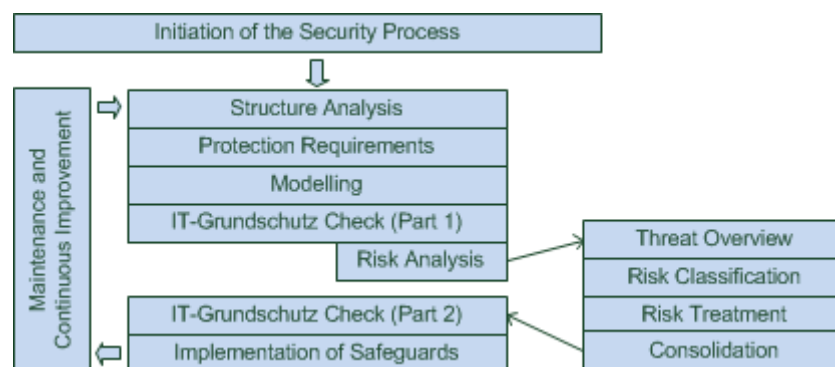 Initiation of the Security Process
Maintenance and
Continuous Improvement
Structure Analysis
Protection Requirements
Modelling
IT-Grundschutz Check (Part 1)
Risk Analysis
Threat Overview
Risk Classification
Risk Treatment
Consolidation
IT-Grundschutz Check (Part 2)
Implementation of Safeguards